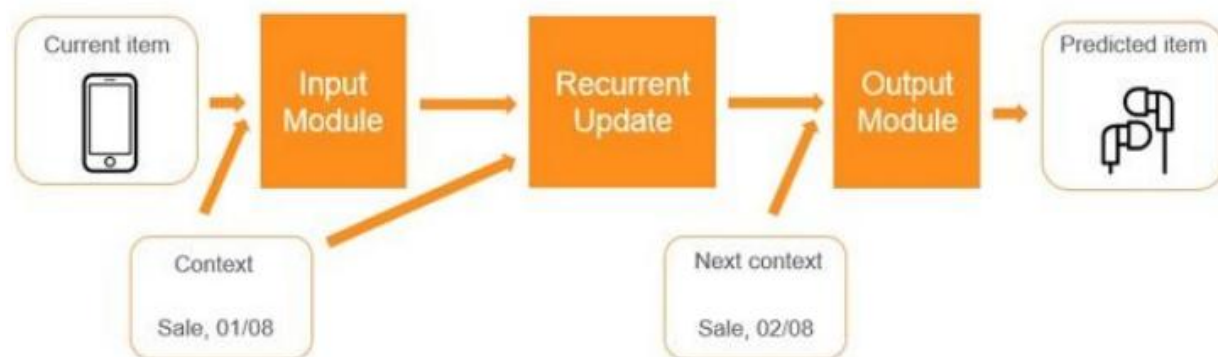 Current item
Input
Module
Recurrent
Update
Output
Module
Predicted item
Context
Sale, 01/08
Next context
Sale, 02/08